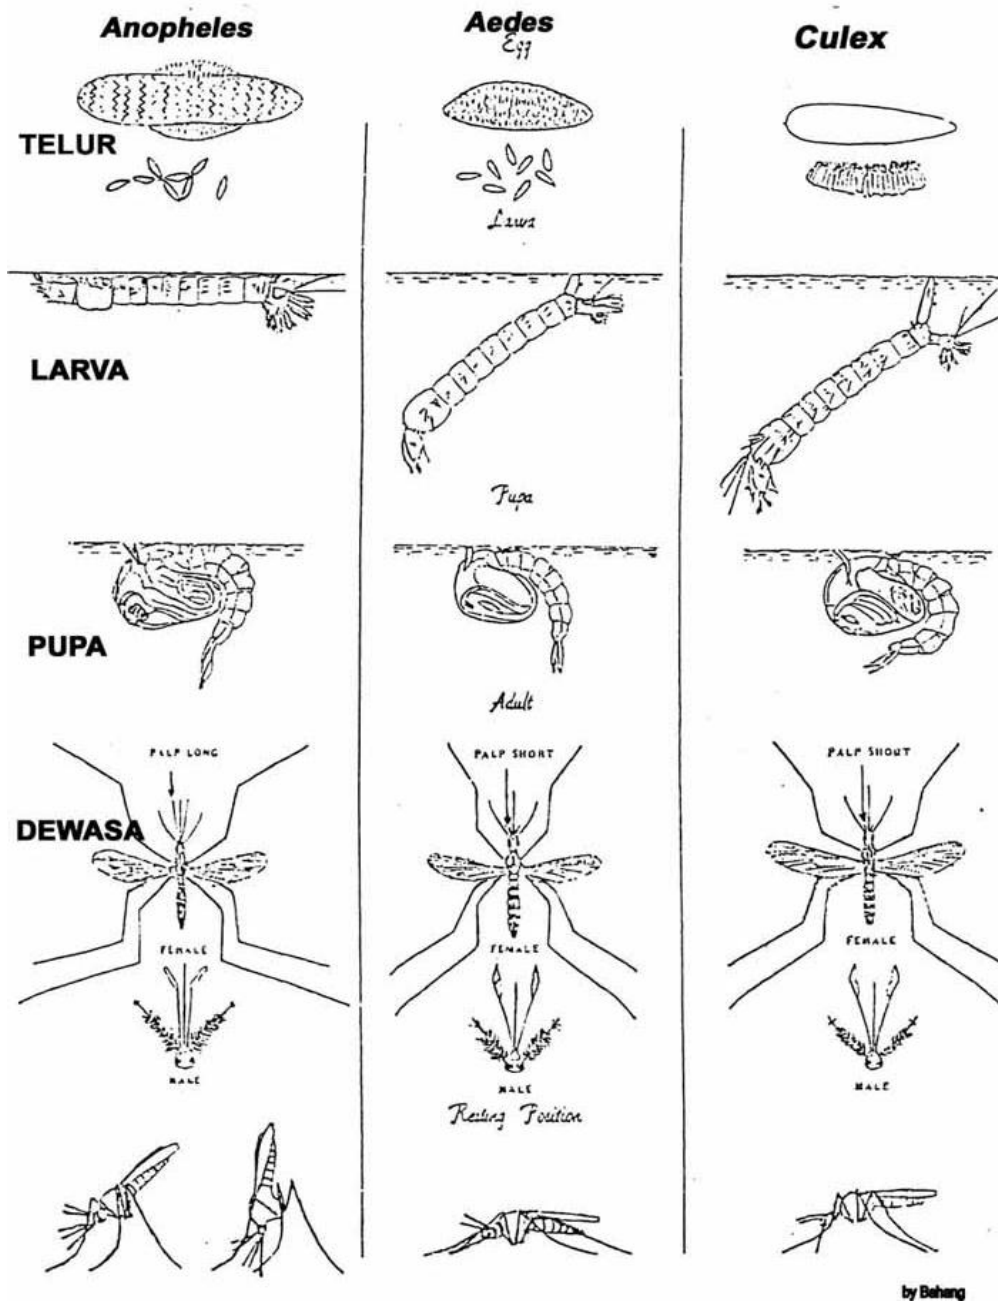 Anopheles
Aedes
Culex
Egg
TELUR
Larva
LARVA
Pupa
PUPA
Adult
PALP LONG
PALP SHORT
PALP SHORT
DEWASA
FEMALE
FEMALE
FEMALE
MALE
MALE
MALE
Resting Position
by Bahang